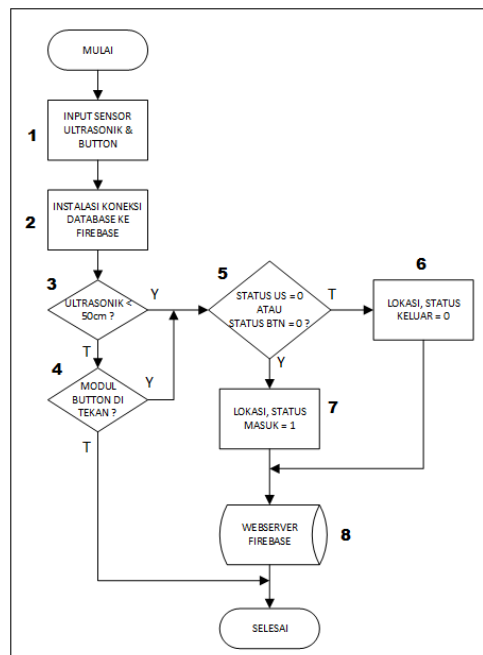 MULAI
1
INPUT SENSOR
ULTRASONIK &
BUTTON
2
INSTALASI KONEKSI
DATABASE KE
FIREBASE
3
ULTRASONIK <
50cm ?
Y
T
4
MODUL
BUTTON DI
TEKAN ?
Y
T
5
STATUS US = 0
ATAU
STATUS BTN = 0 ?
T
Y
6
LOKASI, STATUS
KELUAR = 0
7
LOKASI, STATUS
MASUK = 1
WEBSERVER
FIREBASE
8
SELESAI